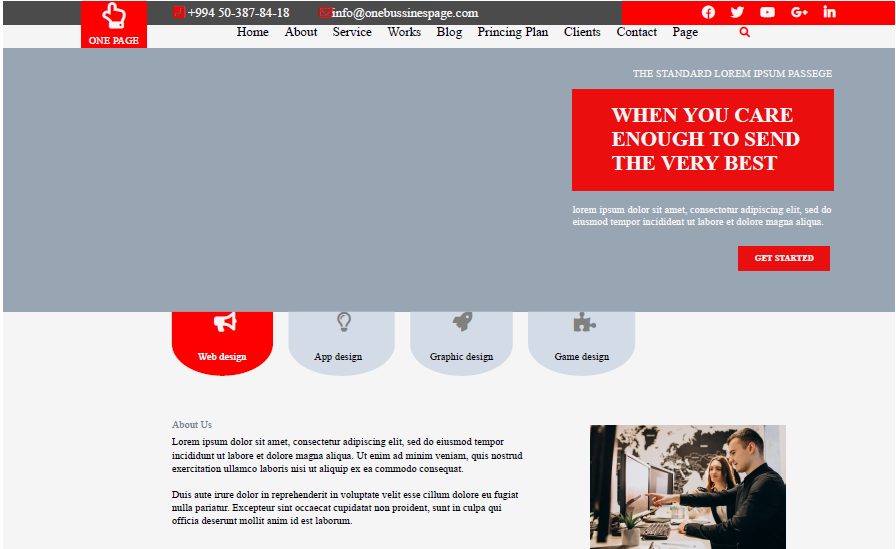 +994 50-387-84-18 info@onebussinespage.com
ONE PAGE
Home About Service Works Blog Princing Plan Clients Contact Page
THE STANDARD LOREM IPSUM PASSEGE
WHEN YOU CARE
ENOUGH TO SEND
THE VERY BEST
lorem ipsum dolor sit amet, consectotur adipiscing elit, sed do
eiusmod tempor incidident ut labore et dolore magna aliqua.
GET STARTED
Web design App design Graphic design Game design
About Us
Lorem ipsum dolor sit amet, consectetur adipiscing elit, sed do eiusmod tempor
incididunt ut labore et dolore magna aliqua. Ut enim ad minim veniam, quis nostrud
exercitation ullamco laboris nisi ut aliquip ex ea commodo consequat.
Duis aute irure dolor in reprehenderit in voluptate velit esse cillum dolore eu fugiat
nulla pariatur. Excepteur sint occaecat cupidatat non proident, sunt in culpa qui
officia deserunt mollit anim id est laborum.